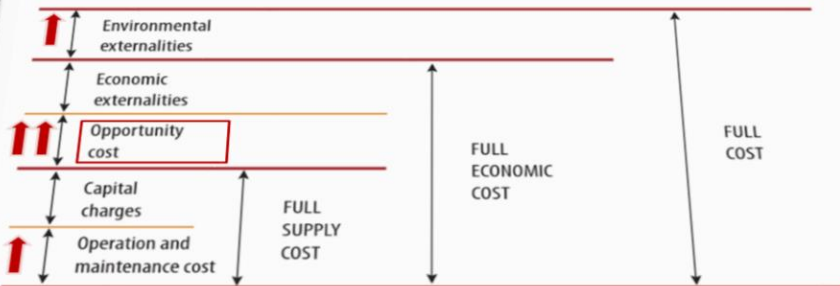 Environmental
externalities
Economic
externalities
Opportunity
cost
Capital
charges
Operation and
maintenance cost
FULL
SUPPLY
COST
FULL
ECONOMIC
COST
FULL
COST